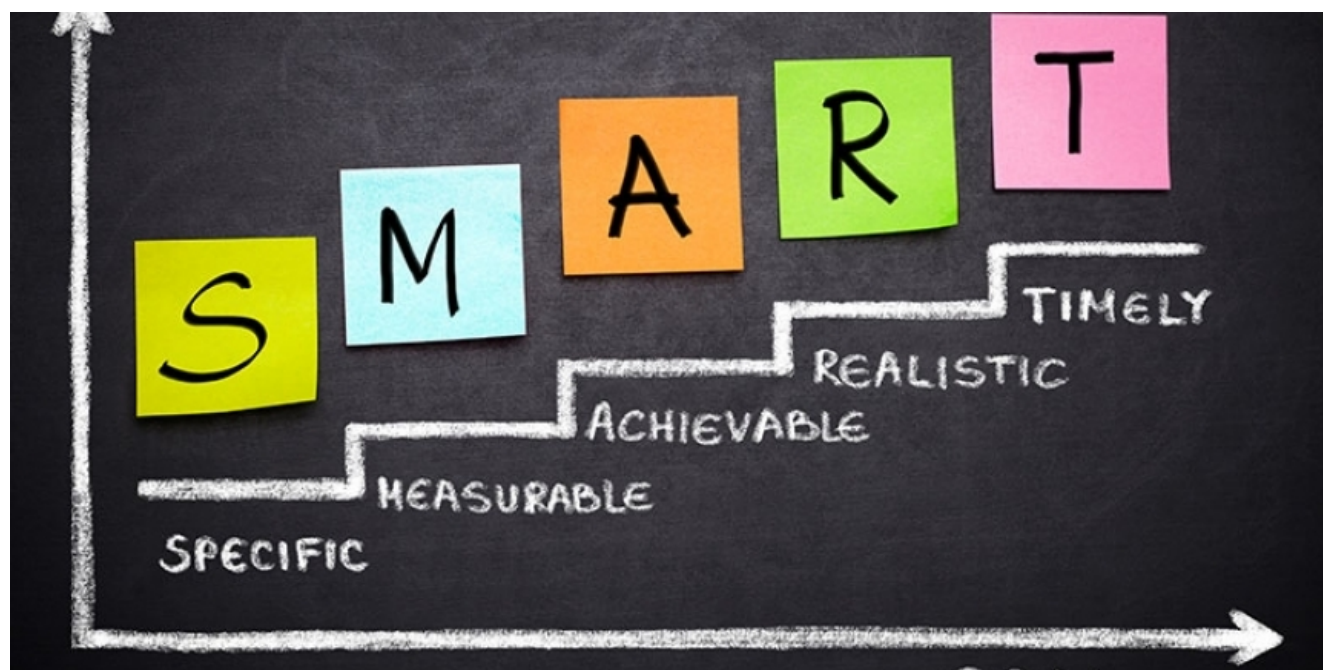 S
M
A
R
T
TIMELY
REALISTIC
ACHIEVABLE
MEASURABLE
SPECIFIC